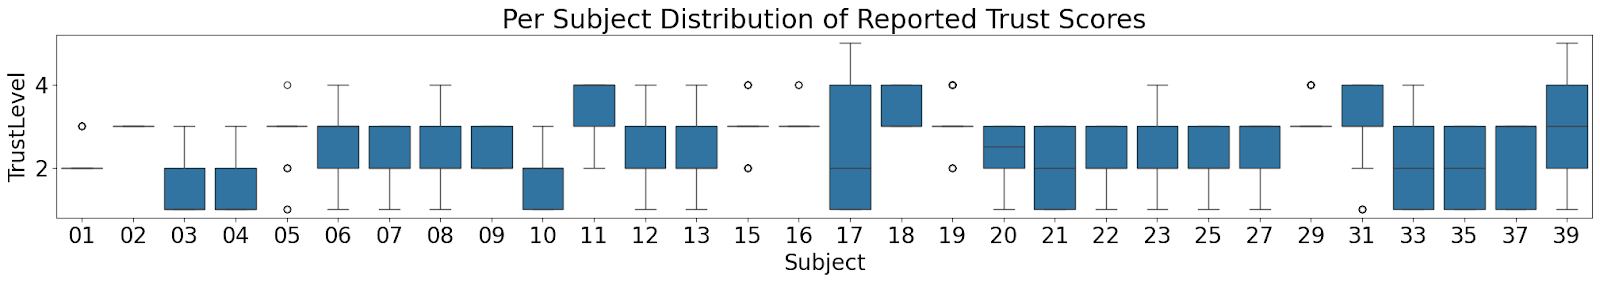 Per Subject Distribution of Reported Trust Scores
TrustLevel
4
2
01 02 03 04 05 06 07 08 09 10 11 12 13 15 16 17 18 19 20 21 22 23 25 27 29 31 33 35 37 39
Subject